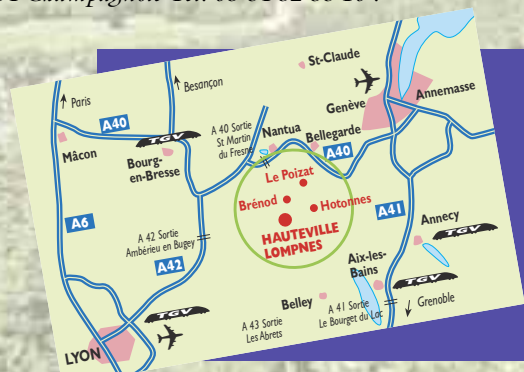 St-Claude
Besançon
Paris
Annemasse
Genève
A40
TGV
A 40 Sortie
St Martin
du Fresne
Nantua
Bellegarde
A40
Mâcon
Bourg-
en-Bresse
Le Poizat
Brénod
Hotonnes
HAUTEVILLE
LOMPNES
A6
A41
A 42 Sortie
Ambérieu en Bugey
A42
Annecy
TGV
Aix-les-
Bains
TGV
Belley
A 41 Sortie
Le Bourget du Lac
Grenoble
A 43 Sortie
Les Abrets
TGV
LYON